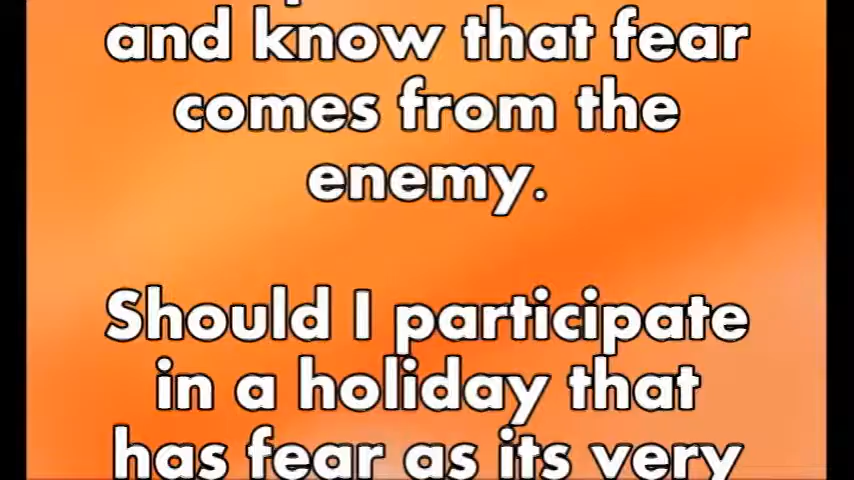 and know that fear
comes from the
enemy.
Should I participate
in a holiday that
has fear as its very